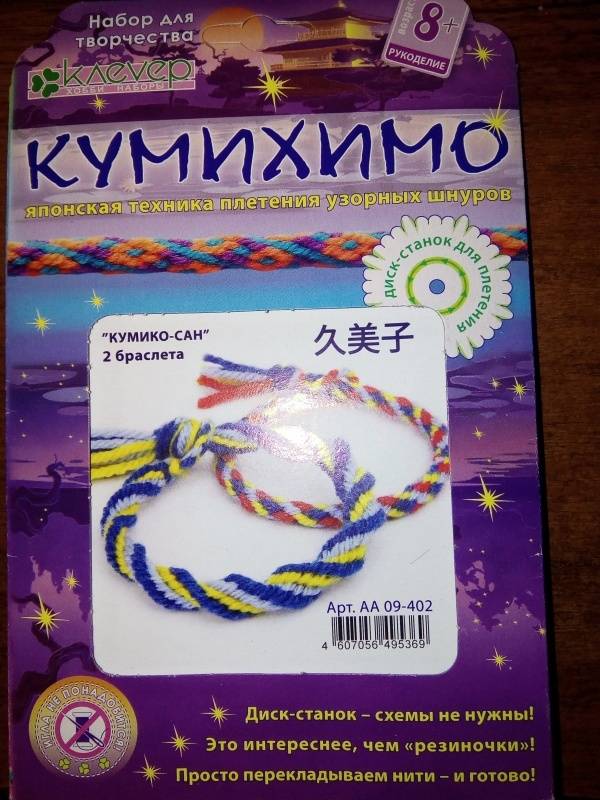 Набор для
творчества
возраст
8+
РУКОДЕЛИЕ
клевер
ХОББИ НАБОРЫ
КУМИХИМО
японская техника плетения узорных шнуров
диск-станок для плетения
"КУМИКО-САН"
2 браслета
久美子
Арт. АА 09-402
4 607056 495369
ИГЛА НЕ ПОНАДОБИТСЯ!
Диск-станок – схемы не нужны!
Это интереснее, чем «резиночки»!
Просто перекладываем нити – и готово!